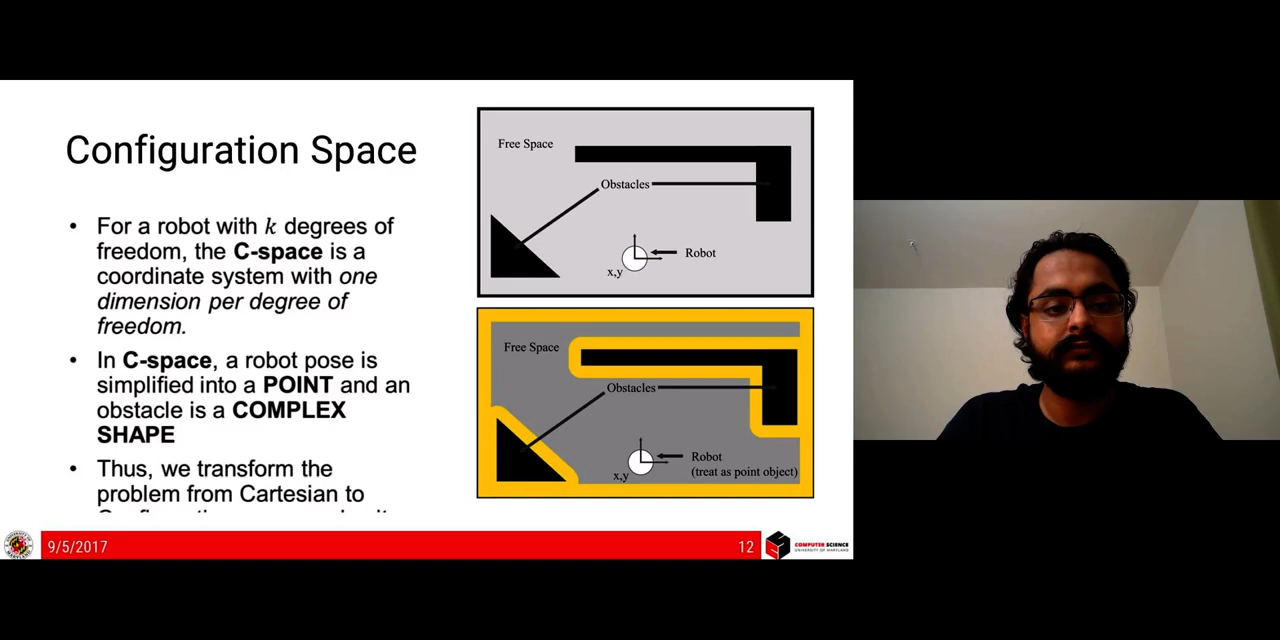 Configuration Space
• For a robot with k degrees of
freedom, the C-space is a
coordinate system with one
dimension per degree of
freedom.
• In C-space, a robot pose is
simplified into a POINT and an
obstacle is a COMPLEX
SHAPE
• Thus, we transform the
problem from Cartesian to
Free Space
Obstacles
Robot
x,y
Free Space
Obstacles
Robot
(treat as point object)
x,y
9/5/2017
12
COMPUTER SCIENCE
UNIVERSITY OF MARYLAND